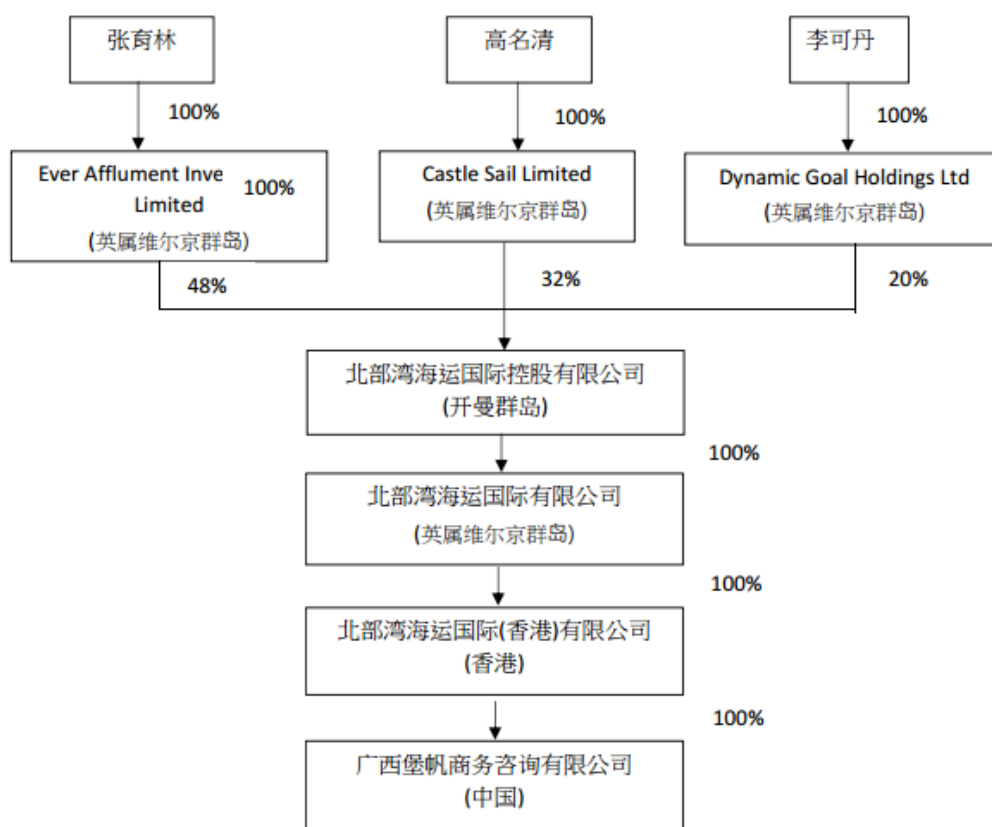 张育林
高名清
李可丹
100%
100%
100%
Ever Afflument Inve
100%
Limited
(英属维尔京群岛)
Castle Sail Limited
(英属维尔京群岛)
Dynamic Goal Holdings Ltd
(英属维尔京群岛)
48%
32%
20%
北部湾海运国际控股有限公司
(开曼群岛)
100%
北部湾海运国际有限公司
(英属维尔京群岛)
100%
北部湾海运国际(香港)有限公司
(香港)
100%
广西堡帆商务咨询有限公司
(中国)